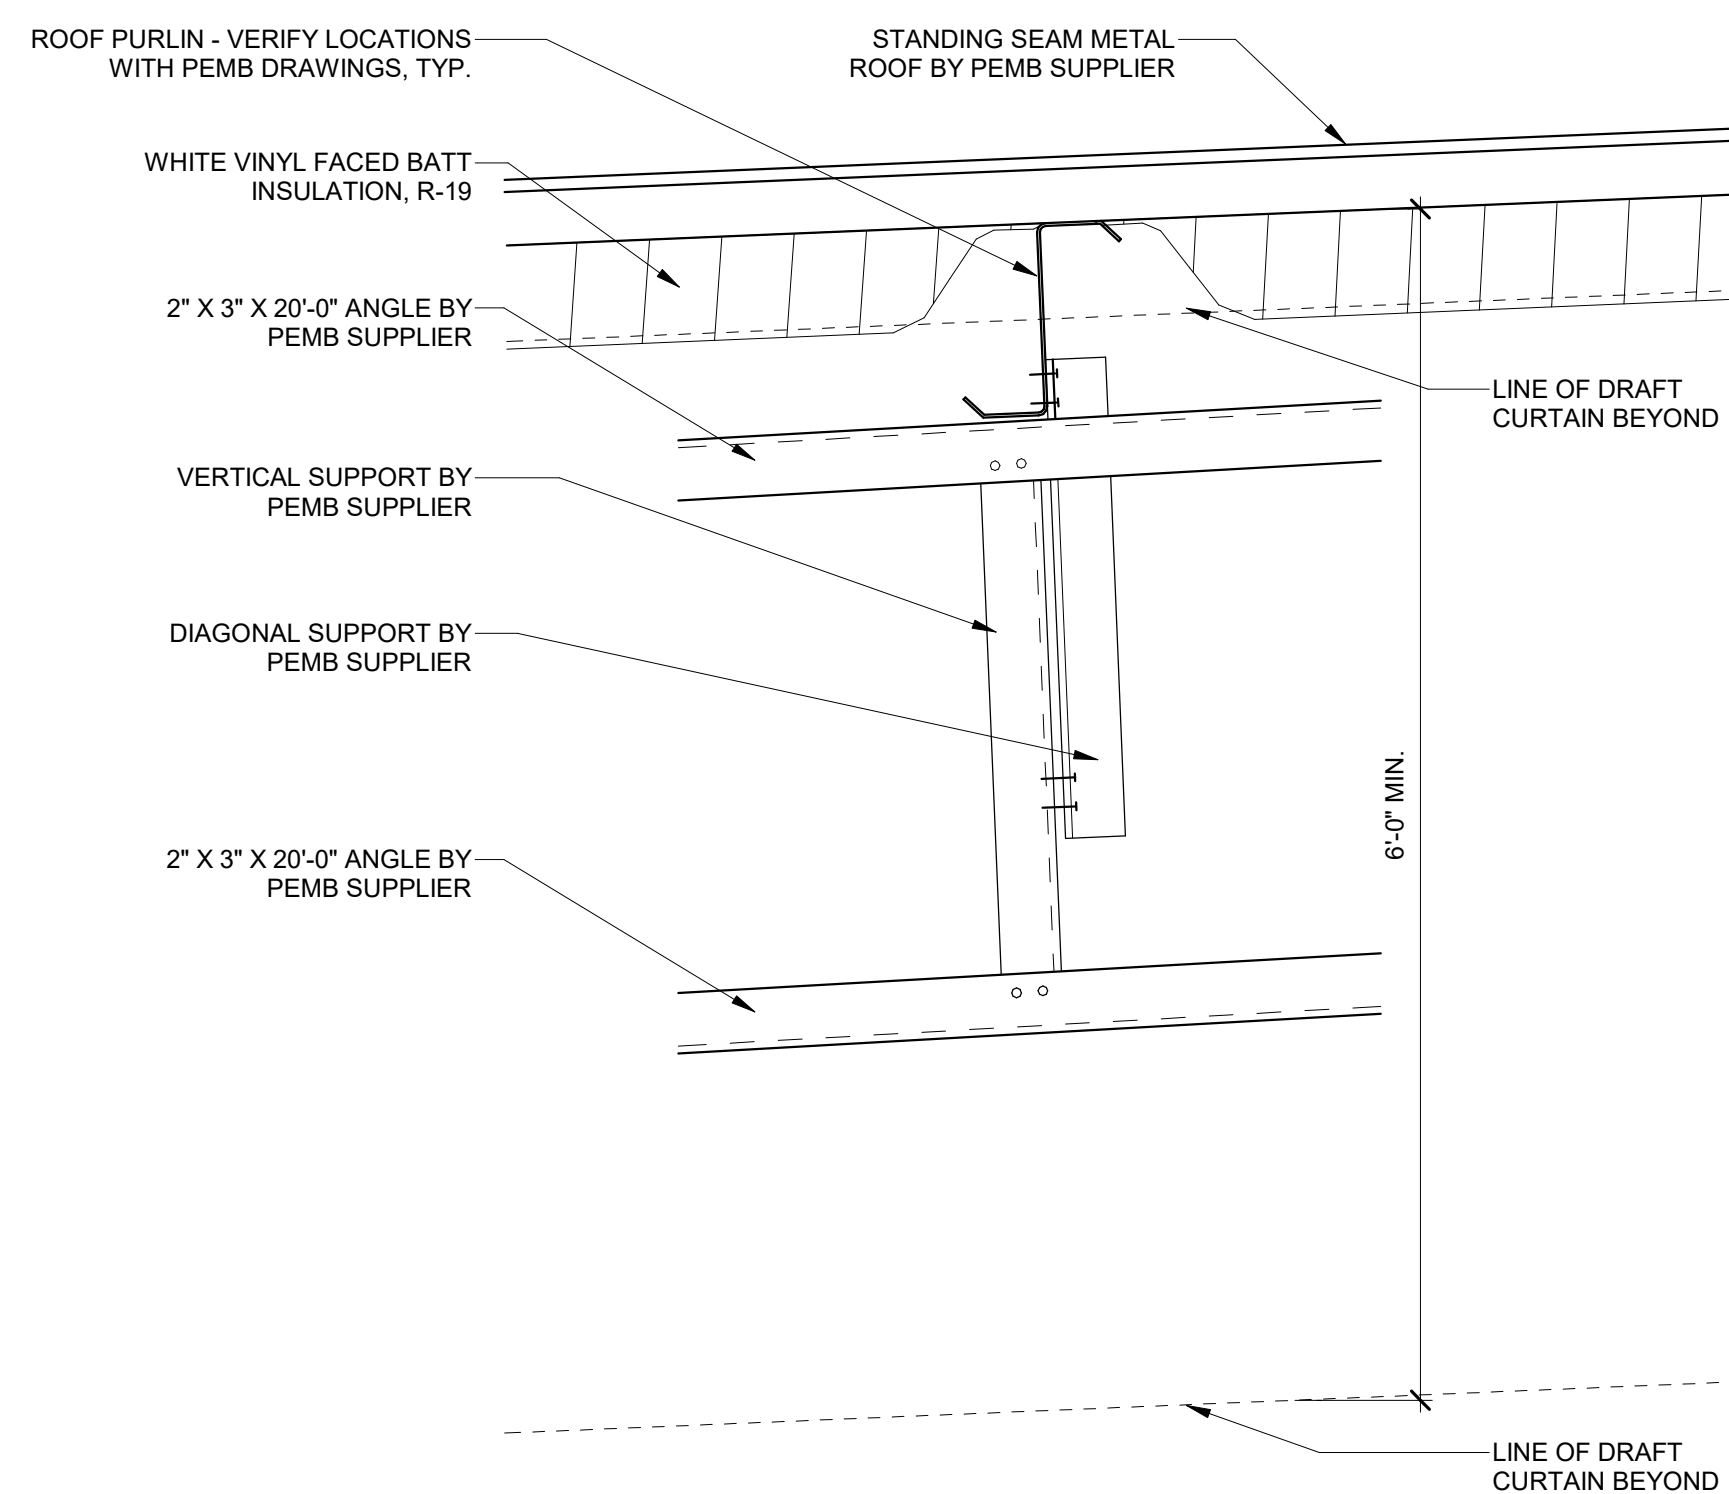 ROOF PURLIN - VERIFY LOCATIONS
WITH PEMB DRAWINGS, TYP.
STANDING SEAM METAL
ROOF BY PEMB SUPPLIER
WHITE VINYL FACED BATT
INSULATION, R-19
2" X 3" X 20'-0" ANGLE BY
PEMB SUPPLIER
LINE OF DRAFT
CURTAIN BEYOND
VERTICAL SUPPORT BY
PEMB SUPPLIER
DIAGONAL SUPPORT BY
PEMB SUPPLIER
6'-0" MIN.
2" X 3" X 20'-0" ANGLE BY
PEMB SUPPLIER
LINE OF DRAFT
CURTAIN BEYOND